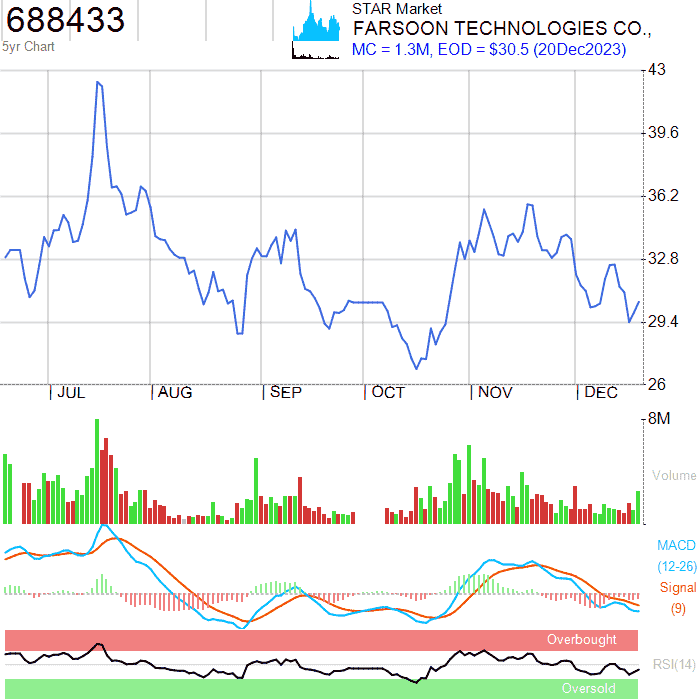 688433
5yr Chart
STAR Market
FARSOON TECHNOLOGIES CO.,
MC = 1.3M, EOD = $30.5 (20Dec2023)
43
39.6
36.2
32.8
29.4
26
JUL AUG SEP OCT NOV DEC
8M
Volume
MACD
(12-26)
Signal
(9)
Overbought
RSI(14)
Oversold